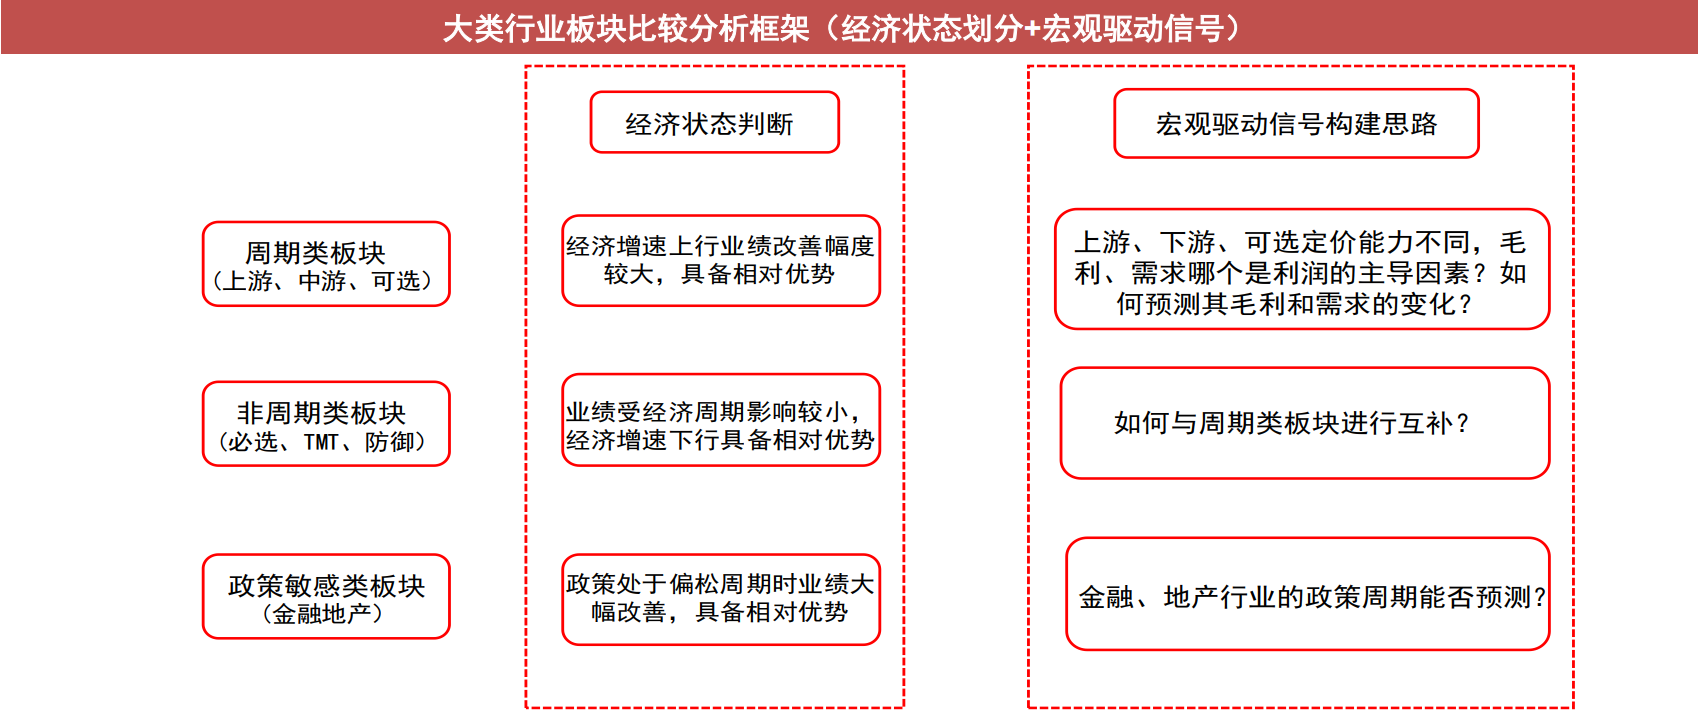 大类行业板块比较分析框架（经济状态划分+宏观驱动信号）
经济状态判断
宏观驱动信号构建思路
周期类板块
（上游、中游、可选）
经济增速上行业绩改善幅度
较大，具备相对优势
上游、下游、可选定价能力不同，毛
利、需求哪个是利润的主导因素？如
何预测其毛利和需求的变化？
非周期类板块
（必选、TMT、防御）
业绩受经济周期影响较小，
经济增速下行具备相对优势
如何与周期类板块进行互补？
政策敏感类板块
（金融地产）
政策处于偏松周期时业绩大
幅改善，具备相对优势
金融、地产行业的政策周期能否预测？